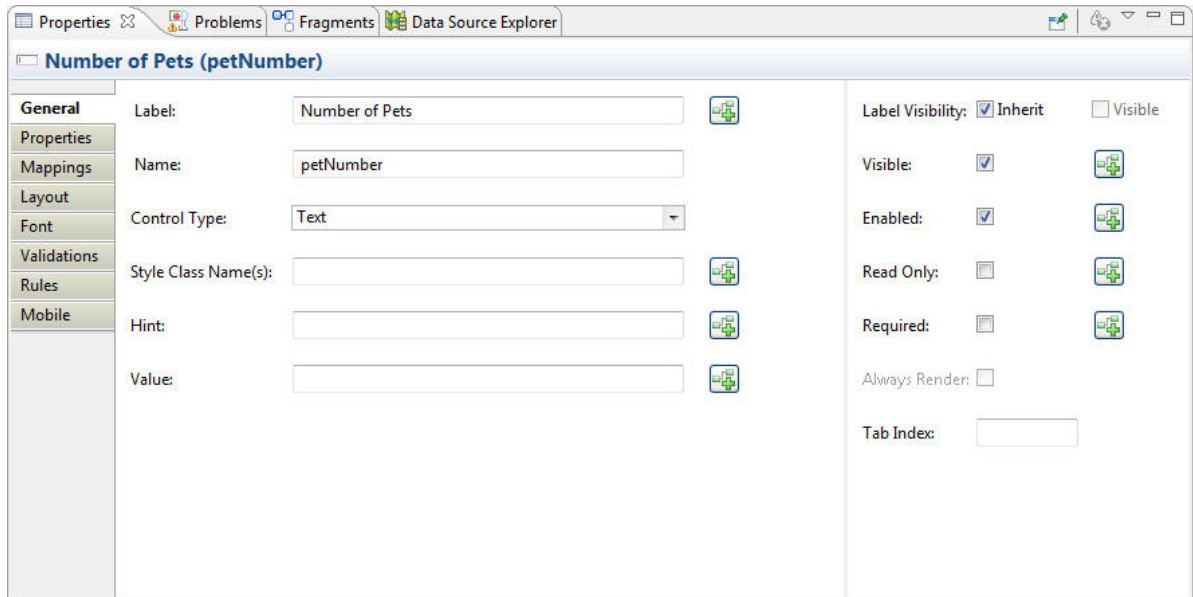 Properties Problems Fragments Data Source Explorer
Number of Pets (petNumber)
General
Properties
Mappings
Layout
Font
Validations
Rules
Mobile
Label: Number of Pets
Name: petNumber
Control Type: Text
Style Class Name(s):
Hint:
Value:
Label Visibility: Inherit Visible
Visible:
Enabled:
Read Only:
Required:
Always Render:
Tab Index: